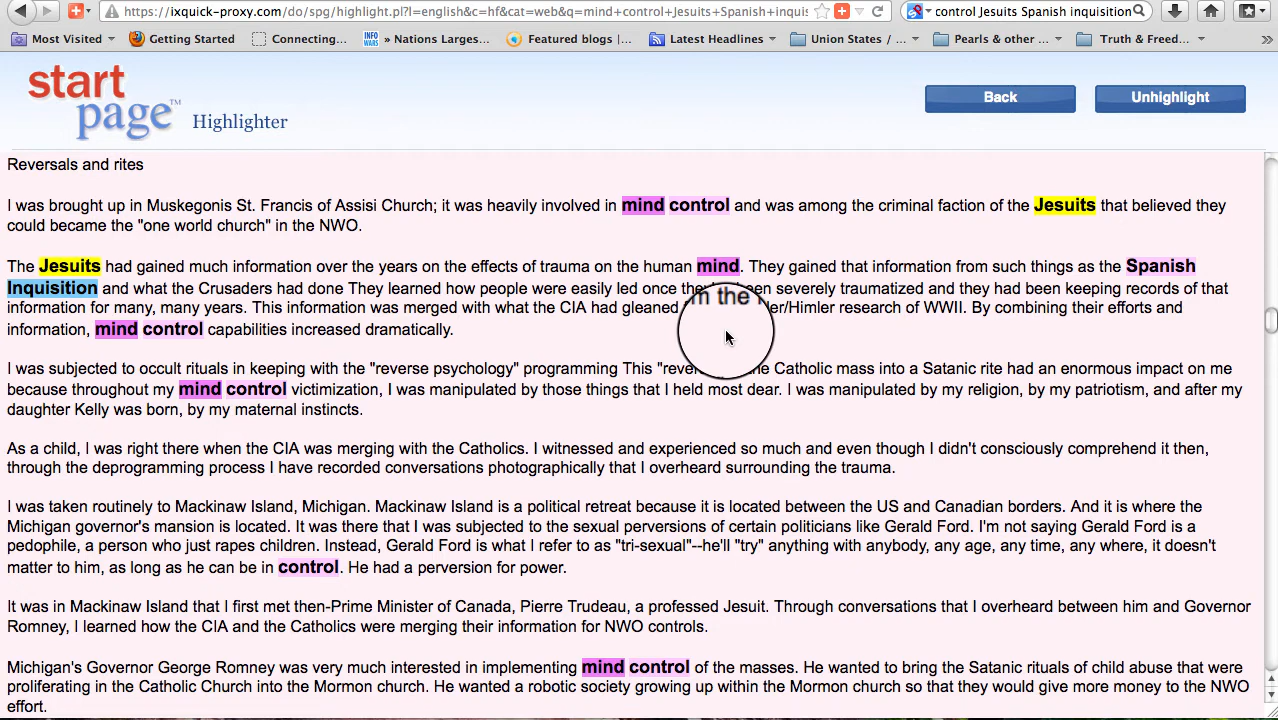 https://ixquick-proxy.com/do/spg/highlight.pl?l=english&c=hf&cat=web&q=mind+control+Jesuits+Spanish+inquis
control Jesuits Spanish inquisition
Most Visited
Getting Started
Connecting...
INFO WARS
» Nations Larges...
Featured blogs |...
Latest Headlines
Union States / ...
Pearls & other ...
Truth & Freed...
»
start
page™ Highlighter
Back
Unhighlight
Reversals and rites
I was brought up in Muskegonis St. Francis of Assisi Church; it was heavily involved in mind control and was among the criminal faction of the Jesuits that believed they
could became the "one world church" in the NWO.
The Jesuits had gained much information over the years on the effects of trauma on the human mind. They gained that information from such things as the Spanish
Inquisition and what the Crusaders had done They learned how people were easily led once the been severely traumatized and they had been keeping records of that
information for many, many years. This information was merged with what the CIA had gleaned m the er/Himler research of WWII. By combining their efforts and
information, mind control capabilities increased dramatically.
I was subjected to occult rituals in keeping with the "reverse psychology" programming This "rever Catholic mass into a Satanic rite had an enormous impact on me
because throughout my mind control victimization, I was manipulated by those things that I held most dear. I was manipulated by my religion, by my patriotism, and after my
daughter Kelly was born, by my maternal instincts.
As a child, I was right there when the CIA was merging with the Catholics. I witnessed and experienced so much and even though I didn't consciously comprehend it then,
through the deprogramming process I have recorded conversations photographically that I overheard surrounding the trauma.
I was taken routinely to Mackinaw Island, Michigan. Mackinaw Island is a political retreat because it is located between the US and Canadian borders. And it is where the
Michigan governor's mansion is located. It was there that I was subjected to the sexual perversions of certain politicians like Gerald Ford. I'm not saying Gerald Ford is a
pedophile, a person who just rapes children. Instead, Gerald Ford is what I refer to as "tri-sexual"--he'll "try" anything with anybody, any age, any time, any where, it doesn't
matter to him, as long as he can be in control. He had a perversion for power.
It was in Mackinaw Island that I first met then-Prime Minister of Canada, Pierre Trudeau, a professed Jesuit. Through conversations that I overheard between him and Governor
Romney, I learned how the CIA and the Catholics were merging their information for NWO controls.
Michigan's Governor George Romney was very much interested in implementing mind control of the masses. He wanted to bring the Satanic rituals of child abuse that were
proliferating in the Catholic Church into the Mormon church. He wanted a robotic society growing up within the Mormon church so that they would give more money to the NWO
effort.